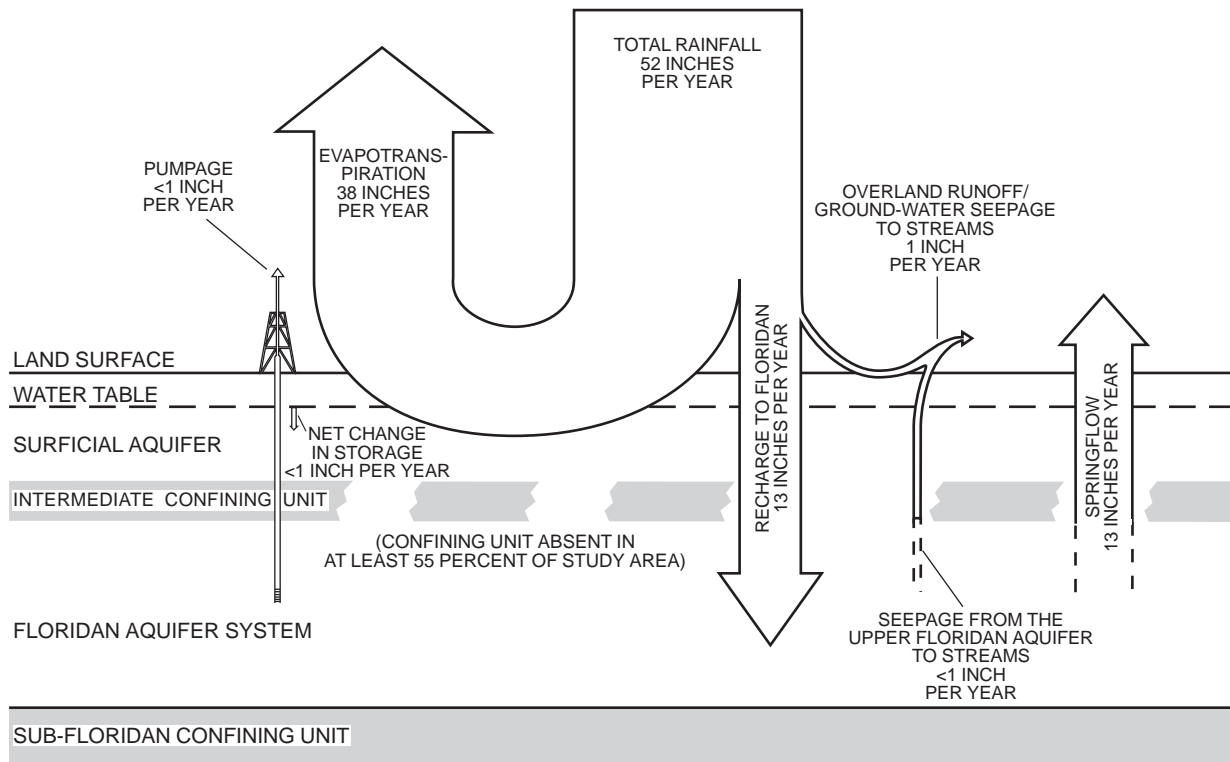 TOTAL RAINFALL
52 INCHES
PER YEAR
EVAPOTRANS-
PIRATION
38 INCHES
PER YEAR
PUMPAGE
<1 INCH
PER YEAR
OVERLAND RUNOFF/
GROUND-WATER SEEPAGE
TO STREAMS
1 INCH
PER YEAR
LAND SURFACE
WATER TABLE
SURFICIAL AQUIFER
NET CHANGE
IN STORAGE
<1 INCH PER YEAR
INTERMEDIATE CONFINING UNIT
(CONFINING UNIT ABSENT IN
AT LEAST 55 PERCENT OF STUDY AREA)
RECHARGE TO FLORIDAN
13 INCHES PER YEAR
SPRINGFLOW
13 INCHES PER YEAR
FLORIDAN AQUIFER SYSTEM
SEEPAGE FROM THE
UPPER FLORIDAN AQUIFER
TO STREAMS
<1 INCH
PER YEAR
SUB-FLORIDAN CONFINING UNIT